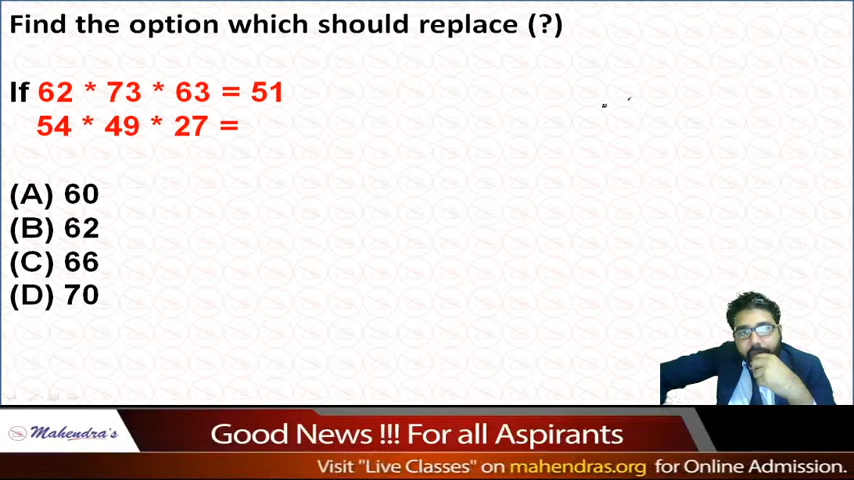 Find the option which should replace (?)
If 62 * 73 * 63 = 51
54 * 49 * 27 =
(A) 60
(B) 62
(C) 66
(D) 70
Mahendra's
Good News !!! For all Aspirants
Visit "Live Classes" on mahendras.org for Online Admission.